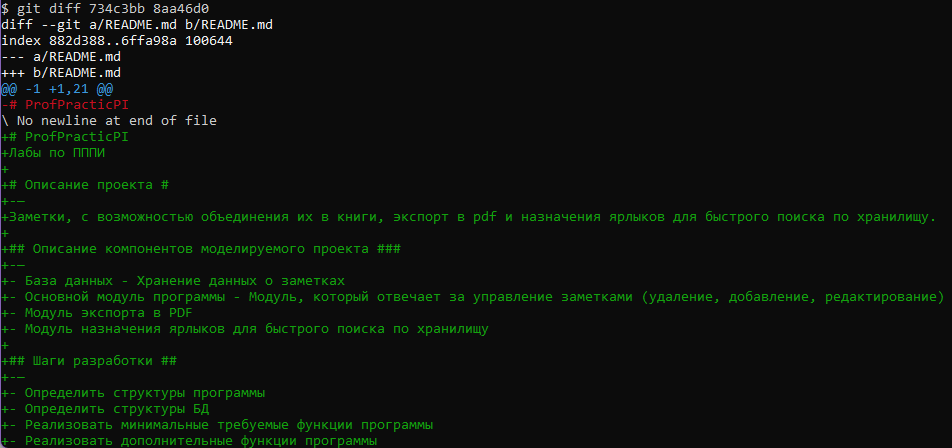 $ git diff 734c3bb 8aa46d0
diff --git a/README.md b/README.md
index 882d388..6ffa98a 100644
--- a/README.md
+++ b/README.md
@@ -1 +1,21 @@
-# ProfPracticPI
\ No newline at end of file
+# ProfPracticPI
+Лабы по ПППИ
+
+# Описание проекта #
+-—
+Заметки, с возможностью объединения их в книги, экспорт в pdf и назначения ярлыков для быстрого поиска по хранилищу.
+
+## Описание компонентов моделируемого проекта ###
+-—
+- База данных - Хранение данных о заметках
+- Основной модуль программы - Модуль, который отвечает за управление заметками (удаление, добавление, редактирование)
+- Модуль экспорта в PDF
+- Модуль назначения ярлыков для быстрого поиска по хранилищу
+
+## Шаги разработки ##
+-—
+- Определить структуры программы
+- Определить структуры БД
+- Реализовать минимальные требуемые функции программы
+- Реализовать дополнительные функции программы